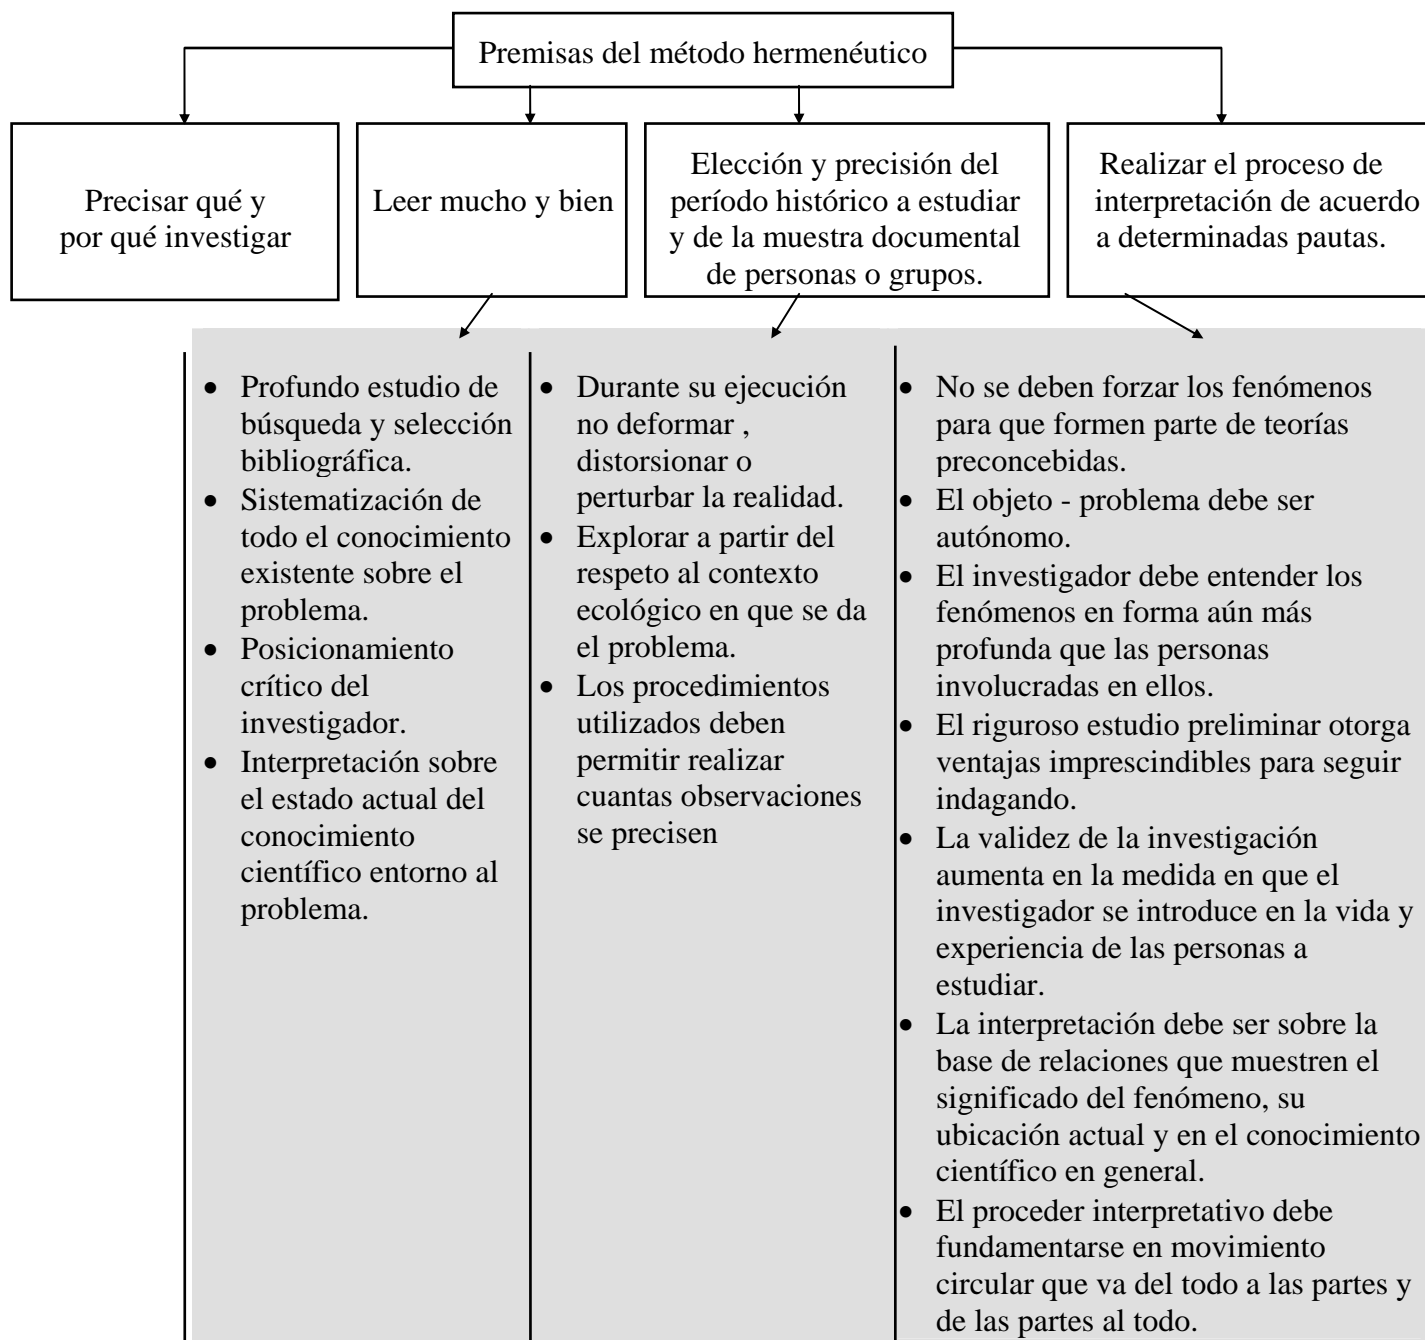 Premisas del método hermenéutico
Precisar qué y
por qué investigar
Leer mucho y bien
Elección y precisión del
período histórico a estudiar
y de la muestra documental
de personas o grupos.
Realizar el proceso de
interpretación de acuerdo
a determinadas pautas.
• Profundo estudio de
búsqueda y selección
bibliográfica.
• Sistematización de
todo el conocimiento
existente sobre el
problema.
• Posicionamiento
crítico del
investigador.
• Interpretación sobre
el estado actual del
conocimiento
científico entorno al
problema.
• Durante su ejecución
no deformar ,
distorsionar o
perturbar la realidad.
• Explorar a partir del
respeto al contexto
ecológico en que se da
el problema.
• Los procedimientos
utilizados deben
permitir realizar
cuantas observaciones
se precisen
• No se deben forzar los fenómenos
para que formen parte de teorías
preconcebidas.
• El objeto - problema debe ser
autónomo.
• El investigador debe entender los
fenómenos en forma aún más
profunda que las personas
involucradas en ellos.
• El riguroso estudio preliminar otorga
ventajas imprescindibles para seguir
indagando.
• La validez de la investigación
aumenta en la medida en que el
investigador se introduce en la vida y
experiencia de las personas a
estudiar.
• La interpretación debe ser sobre la
base de relaciones que muestren el
significado del fenómeno, su
ubicación actual y en el conocimiento
científico en general.
• El proceder interpretativo debe
fundamentarse en movimiento
circular que va del todo a las partes y
de las partes al todo.